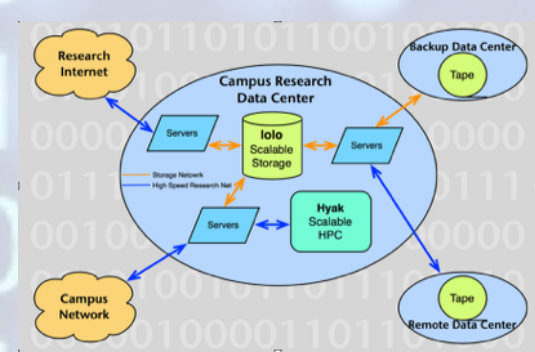 Research
Internet
Backup Data Center
Tape
Campus Research
Data Center
Servers
lolo
Scalable
Storage
Servers
Storage Netowrk
High Speed Research Net
Servers
Hyak
Scalable
HPC
Campus
Network
Tape
Remote Data Center